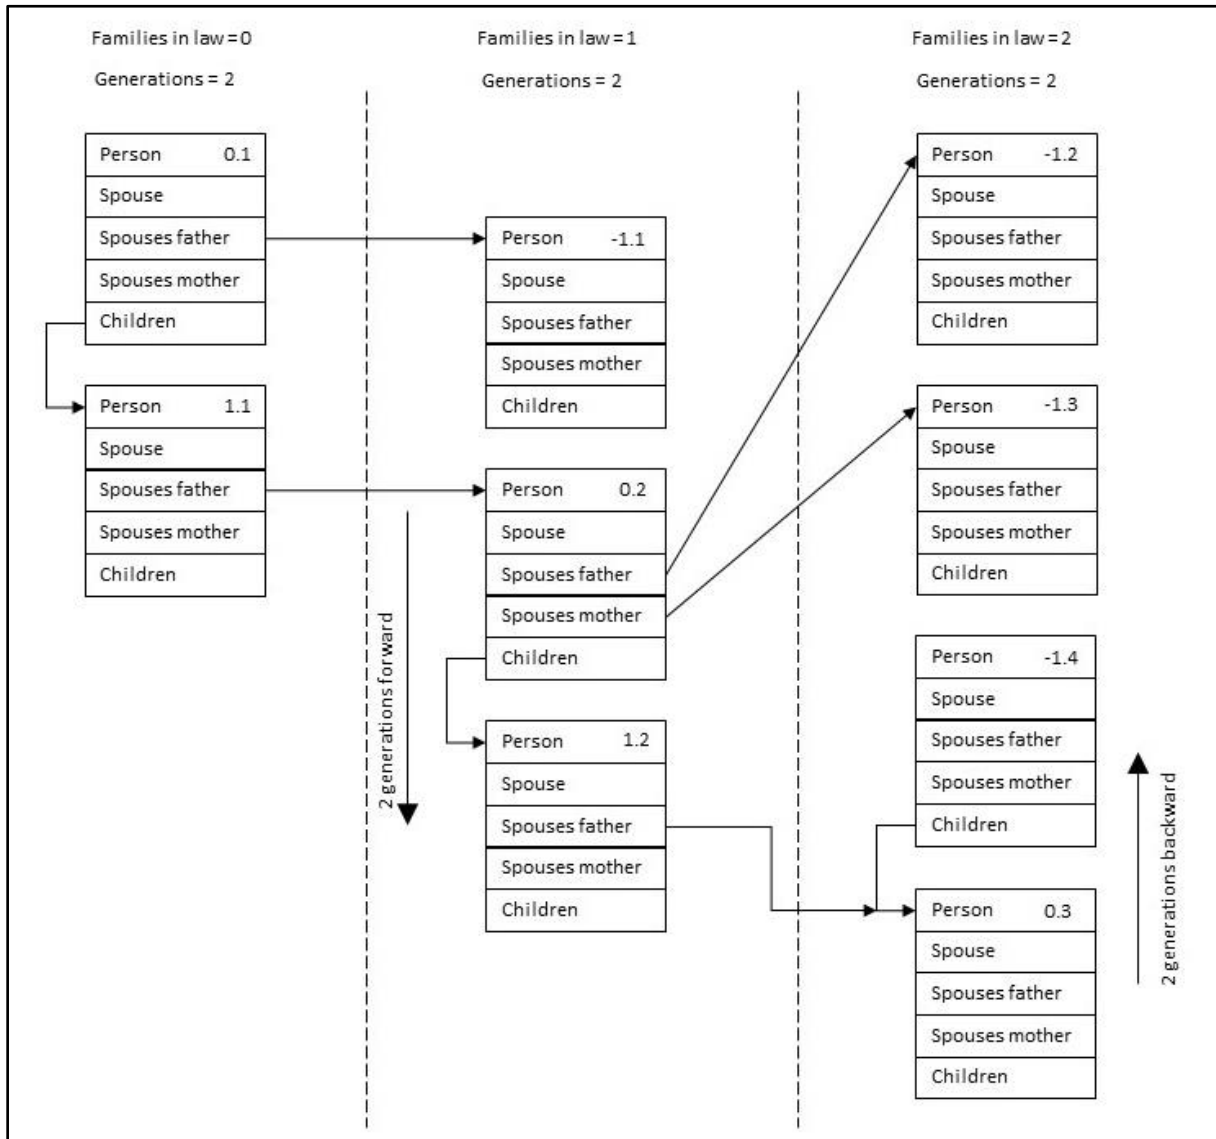 Families in law = 0
Generations = 2
Person 0.1
Spouse
Spouses father
Spouses mother
Children
Person 1.1
Spouse
Spouses father
Spouses mother
Children
Families in law = 1
Generations = 2
Person -1.1
Spouse
Spouses father
Spouses mother
Children
Person 0.2
Spouse
Spouses father
Spouses mother
Children
2 generations forward
Person 1.2
Spouse
Spouses father
Spouses mother
Children
Families in law = 2
Generations = 2
Person -1.2
Spouse
Spouses father
Spouses mother
Children
Person -1.3
Spouse
Spouses father
Spouses mother
Children
Person -1.4
Spouse
Spouses father
Spouses mother
Children
Person 0.3
Spouse
Spouses father
Spouses mother
Children
2 generations backward